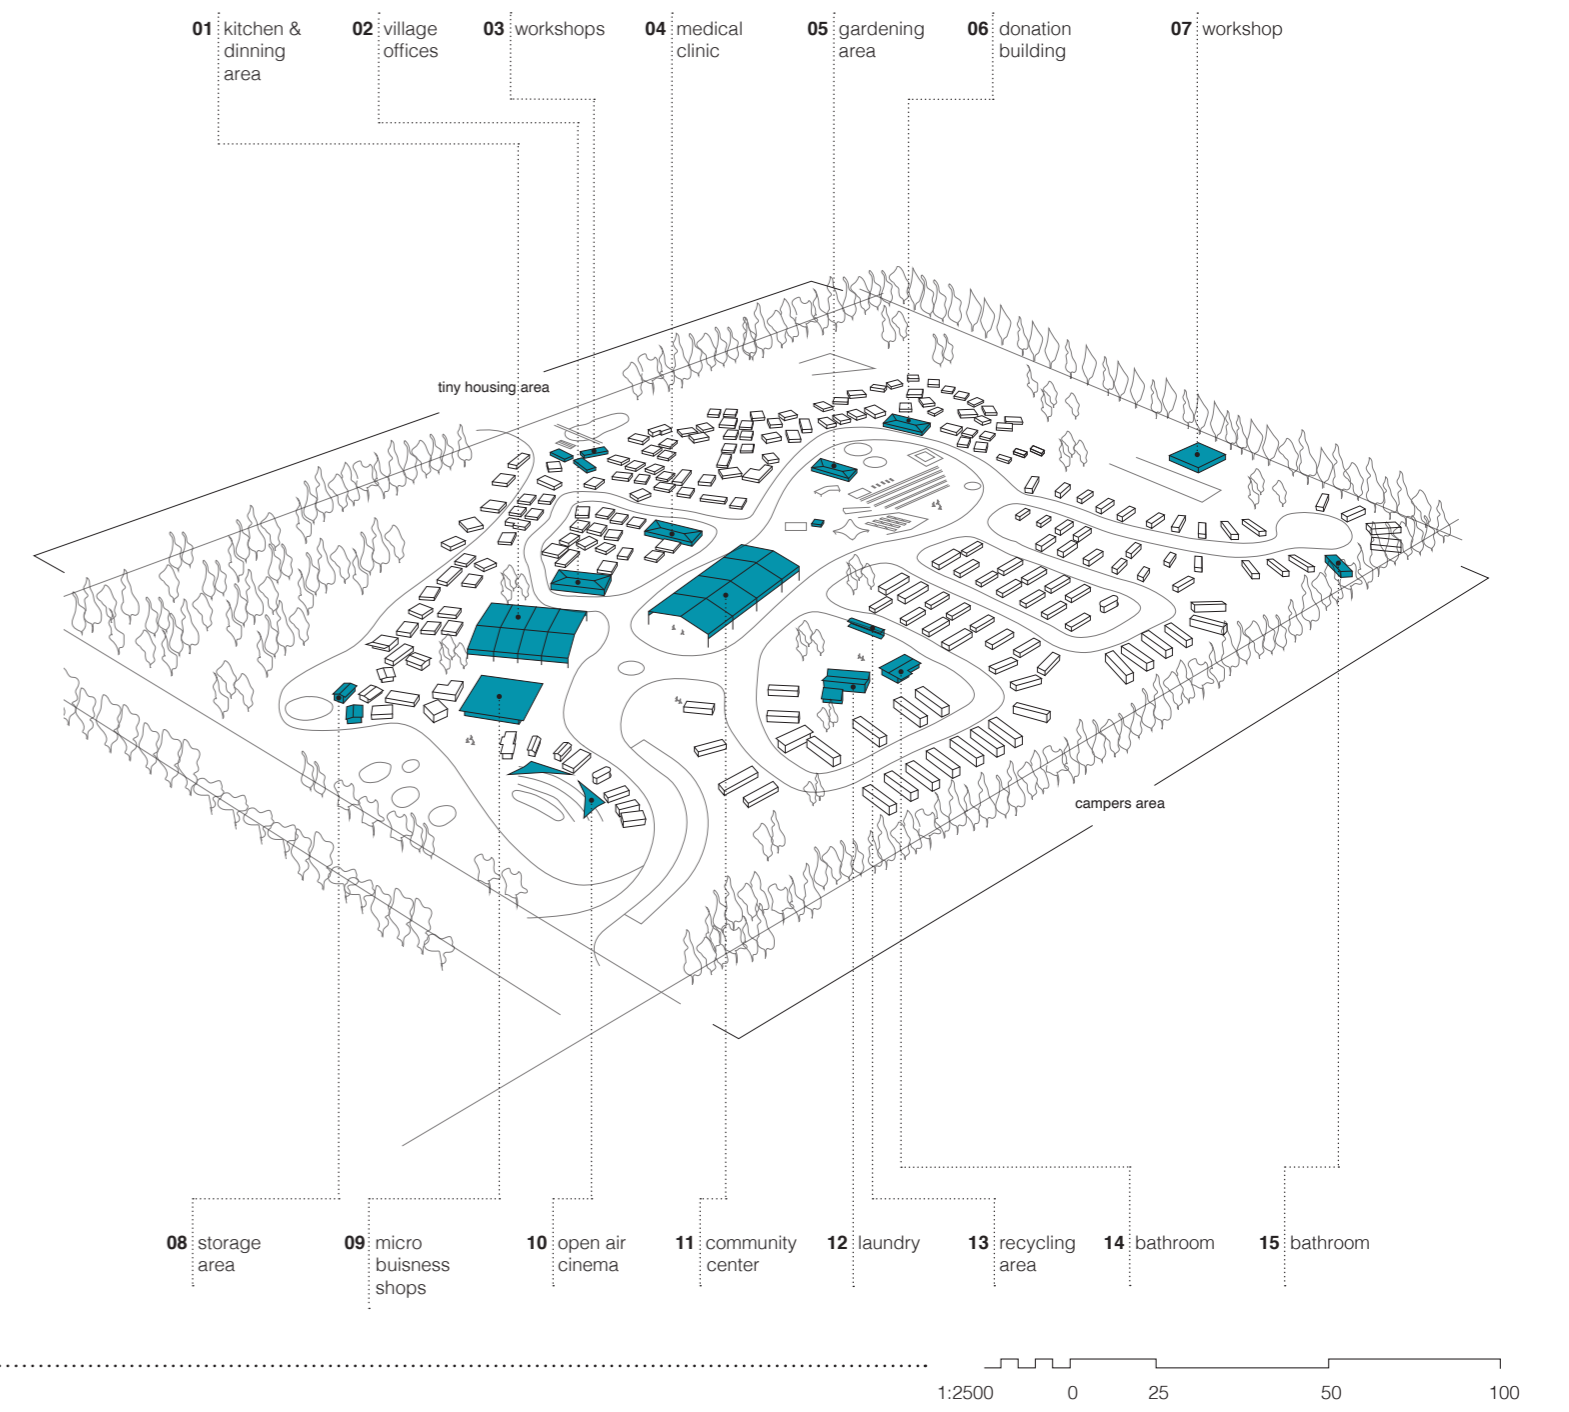 01 kitchen &
dinning
area
02 village
offices
03 workshops
04 medical
clinic
05 gardening
area
06 donation
building
07 workshop
tiny housing area
campers area
08 storage
area
09 micro
buisness
shops
10 open air
cinema
11 community
center
12 laundry
13 recycling
area
14 bathroom
15 bathroom
1:2500 0 25 50 100